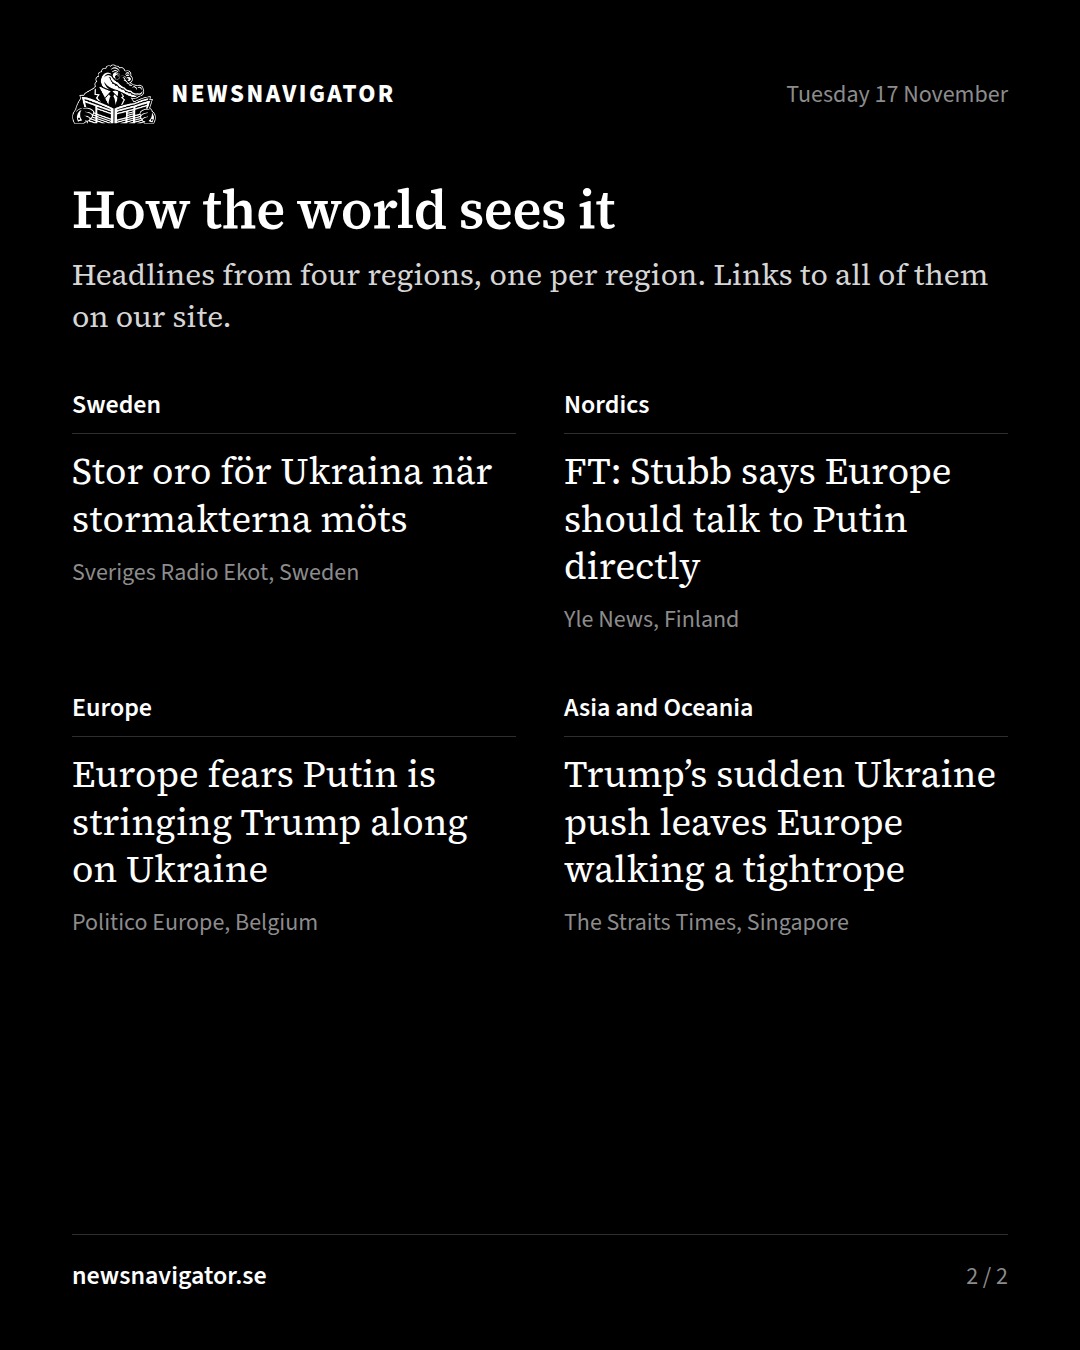 NEWSNAVIGATOR
Tuesday 17 November
How the world sees it
Headlines from four regions, one per region. Links to all of them
on our site.
Sweden
Stor oro för Ukraina när
stormakterna möts
Sveriges Radio Ekot, Sweden
Nordics
FT: Stubb says Europe
should talk to Putin
directly
Yle News, Finland
Europe
Europe fears Putin is
stringing Trump along
on Ukraine
Politico Europe, Belgium
Asia and Oceania
Trump’s sudden Ukraine
push leaves Europe
walking a tightrope
The Straits Times, Singapore
newsnavigator.se
2 / 2